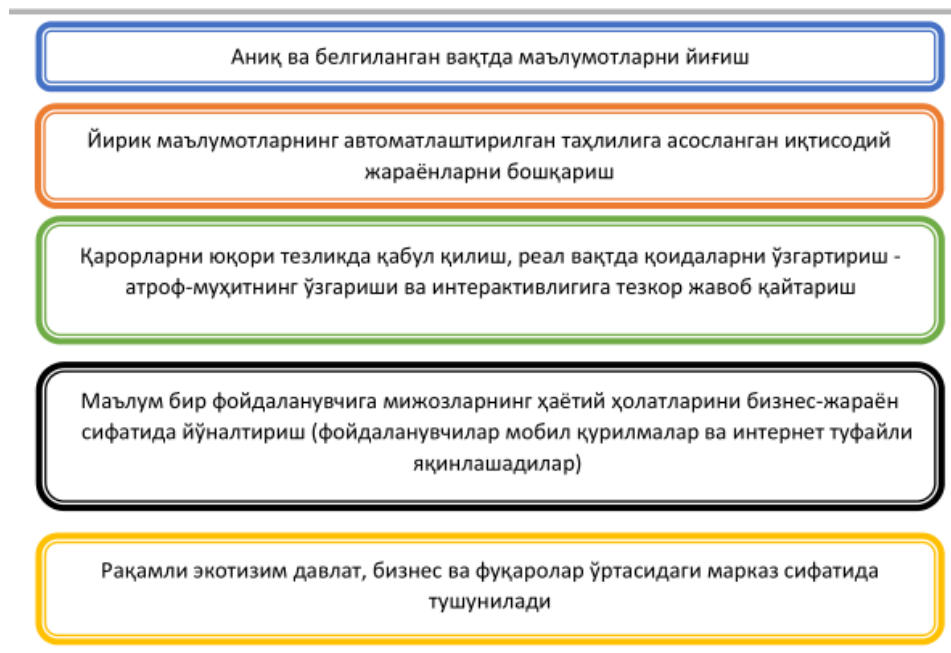 Аниқ ва белгиланган вақтда маълумотларни йиғиш
Йирик маълумотларнинг автоматлаштирилган таҳлилига асосланган иқтисодий
жараёнларни бошқариш
Қарорларни юқори тезликда қабул қилиш, реал вақтда қоидаларни ўзгартириш -
атроф-муҳитнинг ўзгариши ва интерактивлигига тезкор жавоб қайтариш
Маълум бир фойдаланувчига мижозларнинг ҳаётий ҳолатларини бизнес-жараён
сифатида йўналтириш (фойдаланувчилар мобил қурилмалар ва интернет туфайли
яқинлашадилар)
Рақамли экотизим давлат, бизнес ва фуқаролар ўртасидаги марказ сифатида
тушунилади